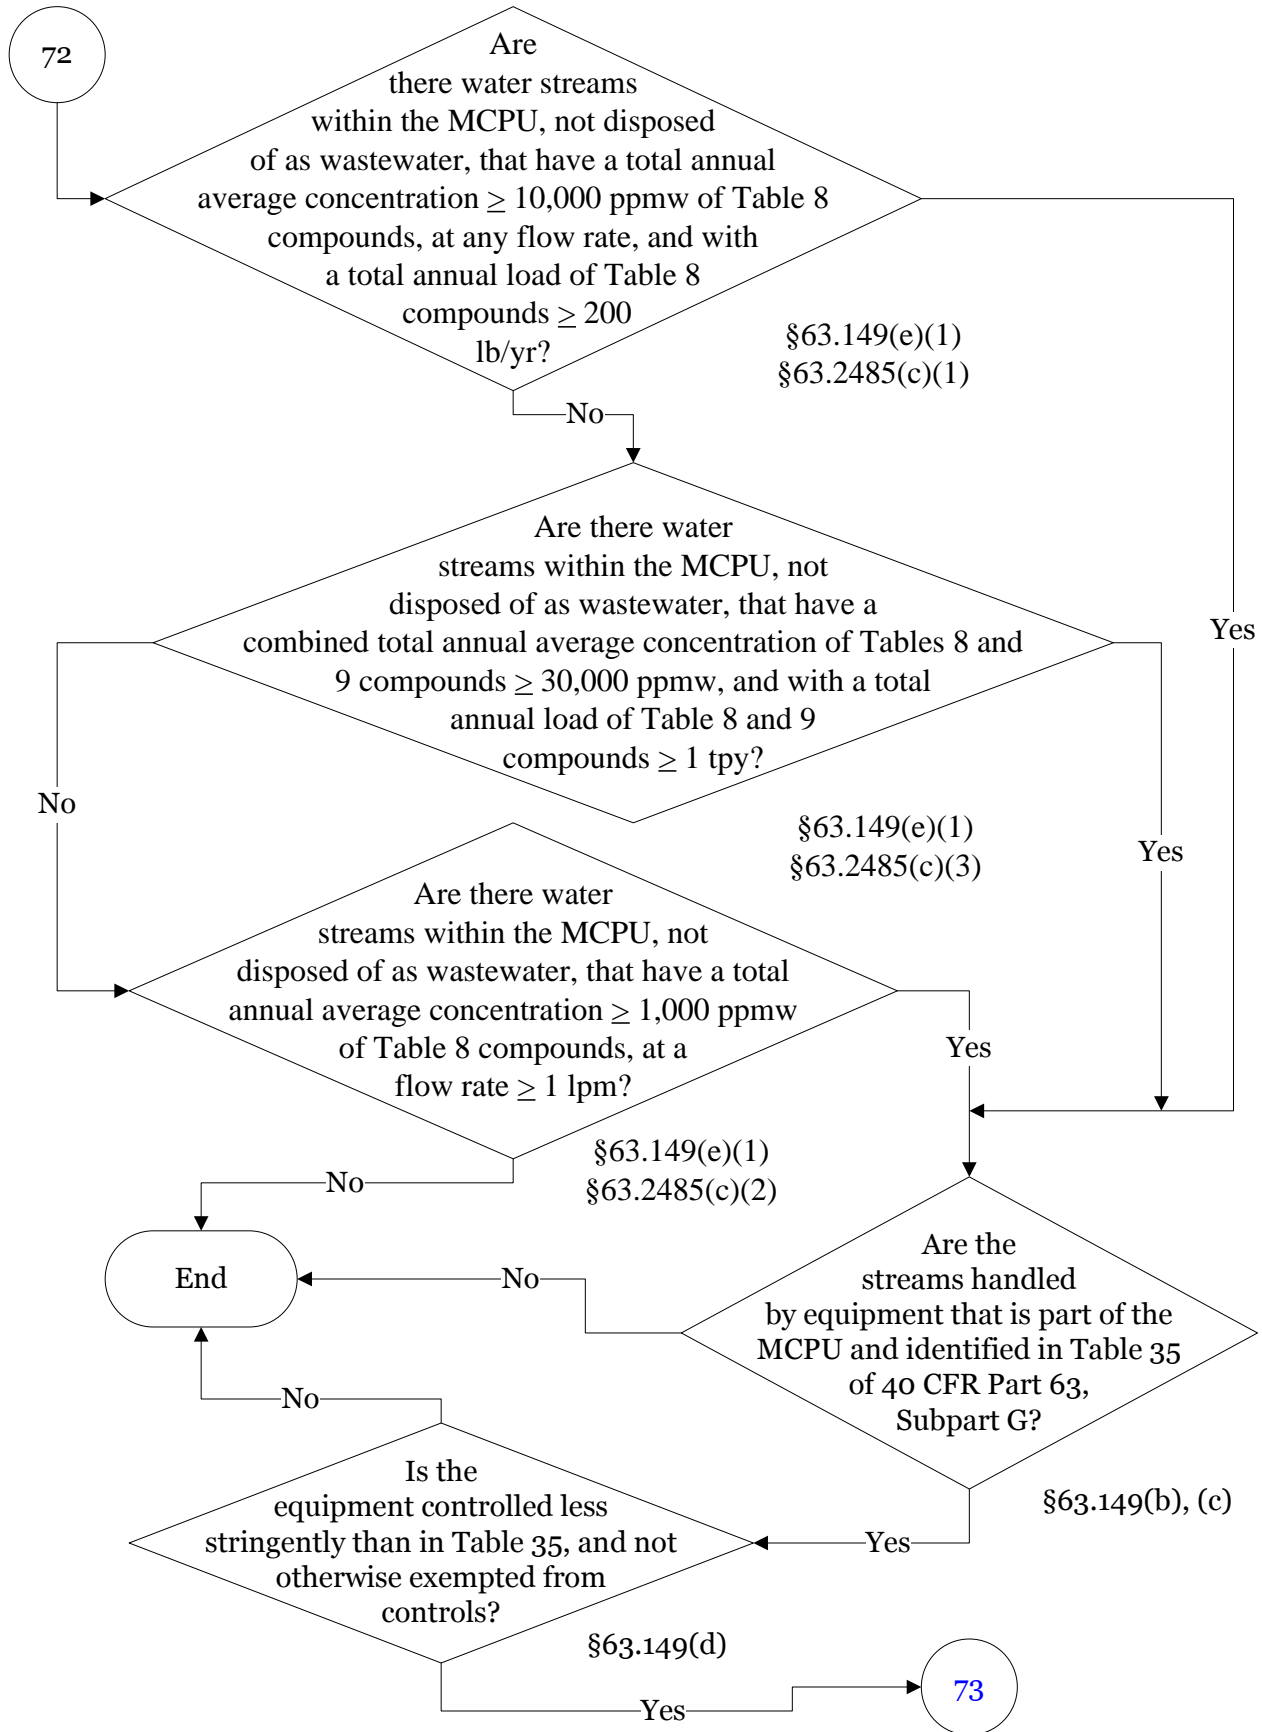 72
Are
there water streams
within the MCPU, not disposed
of as wastewater, that have a total annual
average concentration ≥ 10,000 ppmw of Table 8
compounds, at any flow rate, and with
a total annual load of Table 8
compounds ≥ 200
lb/yr?
§63.149(e)(1)
§63.2485(c)(1)
No
Yes
Are there water
streams within the MCPU, not
disposed of as wastewater, that have a
combined total annual average concentration of Tables 8 and
9 compounds ≥ 30,000 ppmw, and with a total
annual load of Table 8 and 9
compounds ≥ 1 tpy?
§63.149(e)(1)
§63.2485(c)(3)
No
Yes
Are there water
streams within the MCPU, not
disposed of as wastewater, that have a total
annual average concentration ≥ 1,000 ppmw
of Table 8 compounds, at a
flow rate ≥ 1 lpm?
§63.149(e)(1)
§63.2485(c)(2)
Yes
No
End
Are the
streams handled
by equipment that is part of the
MCPU and identified in Table 35
of 40 CFR Part 63,
Subpart G?
§63.149(b), (c)
No
Yes
Is the
equipment controlled less
stringently than in Table 35, and not
otherwise exempted from
controls?
§63.149(d)
No
Yes
73